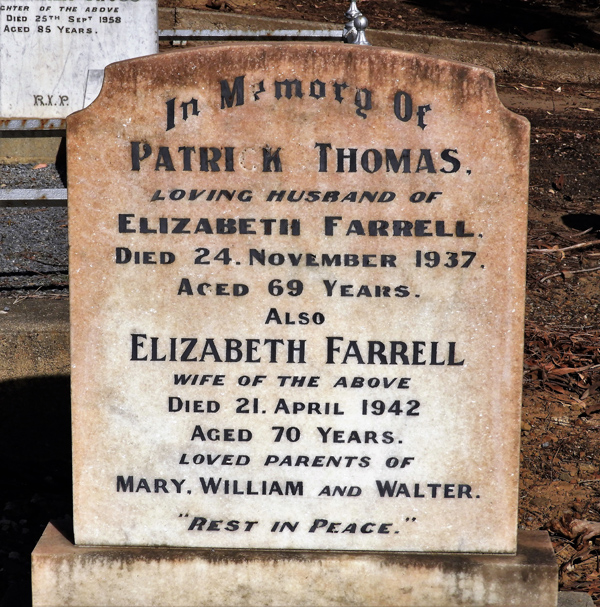 GHTER OF THE ABOVE
DIED 25TH SEPT 1958
AGED 85 YEARS.
R.I.P.
In Memory Of
PATRICK THOMAS,
LOVING HUSBAND OF
ELIZABETH FARRELL.
DIED 24. NOVEMBER 1937.
AGED 69 YEARS.
ALSO
ELIZABETH FARRELL
WIFE OF THE ABOVE
DIED 21. APRIL 1942
AGED 70 YEARS.
LOVED PARENTS OF
MARY, WILLIAM AND WALTER.
"REST IN PEACE."